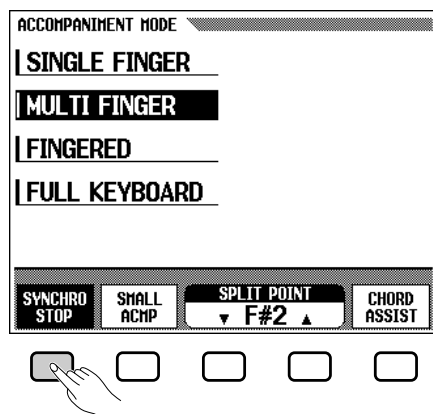 ACCOMPANIMENT MODE
SINGLE FINGER
MULTI FINGER
FINGERED
FULL KEYBOARD
SYNCHRO STOP
SMALL ACMP
SPLIT POINT
▼ F#2 ▲
CHORD ASSIST